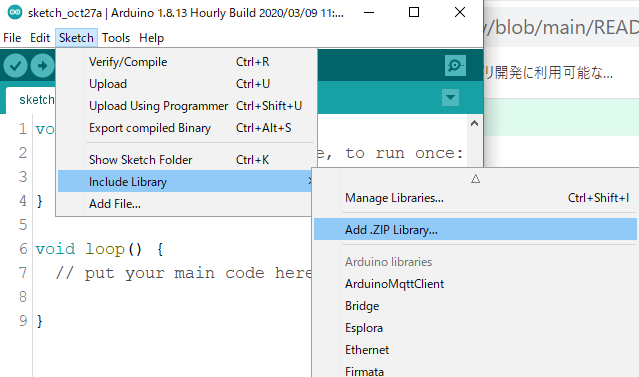 sketch_oct27a | Arduino 1.8.13 Hourly Build 2020/03/09 11:...
y/blob/main/READ
File Edit Sketch Tools Help
リ開発に利用可能な...
Verify/Compile Ctrl+R
Upload Ctrl+U
sketch
Upload Using Programmer Ctrl+Shift+U
Export compiled Binary Ctrl+Alt+S
1 vo
2 e, to run once:
Show Sketch Folder Ctrl+K
3
Include Library
4 }
Add File...
Manage Libraries... Ctrl+Shift+I
5
Add .ZIP Library...
6 void loop() {
Arduino libraries
7 // put your main code here
ArduinoMqttClient
8
Bridge
9 }
Esplora
Ethernet
Firmata